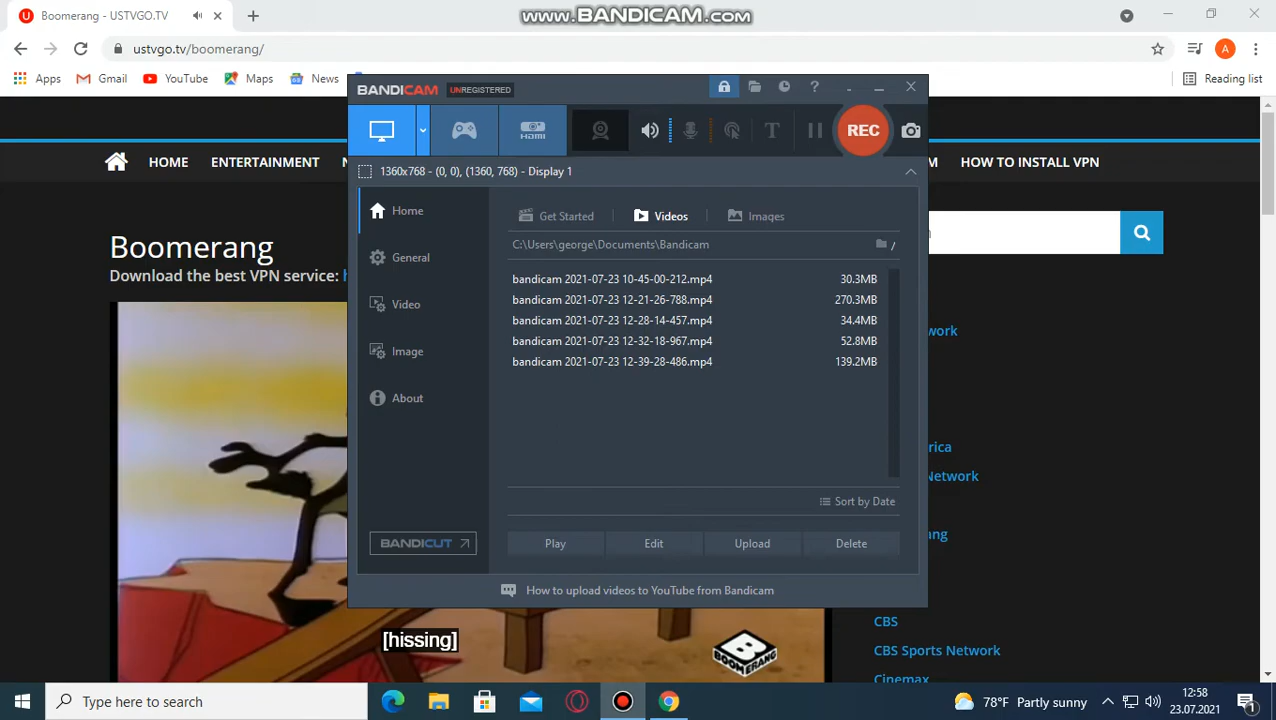 Boomerang - USTVGO.TV
www.BANDICAM.com
ustvgo.tv/boomerang/
A
Apps
Gmail
YouTube
Maps
News
Reading list
BANDICAM UNREGISTERED
HDMI
T
REC
1360x768 - (0, 0), (1360, 768) - Display 1
HOME
ENTERTAINMENT
N
M
HOW TO INSTALL VPN
Home
General
Video
Image
About
BANDICUT
Get Started
Videos
Images
C:\Users\george\Documents\Bandicam
/
bandicam 2021-07-23 10-45-00-212.mp4 30.3MB
bandicam 2021-07-23 12-21-26-788.mp4 270.3MB
bandicam 2021-07-23 12-28-14-457.mp4 34.4MB
bandicam 2021-07-23 12-32-18-967.mp4 52.8MB
bandicam 2021-07-23 12-39-28-486.mp4 139.2MB
Sort by Date
Play
Edit
Upload
Delete
How to upload videos to YouTube from Bandicam
Boomerang
Download the best VPN service:
[hissing]
BOOMERANG
work
rica
Network
ng
CBS
CBS Sports Network
Cinemax
Type here to search
78°F Partly sunny
12:58
23.07.2021
1